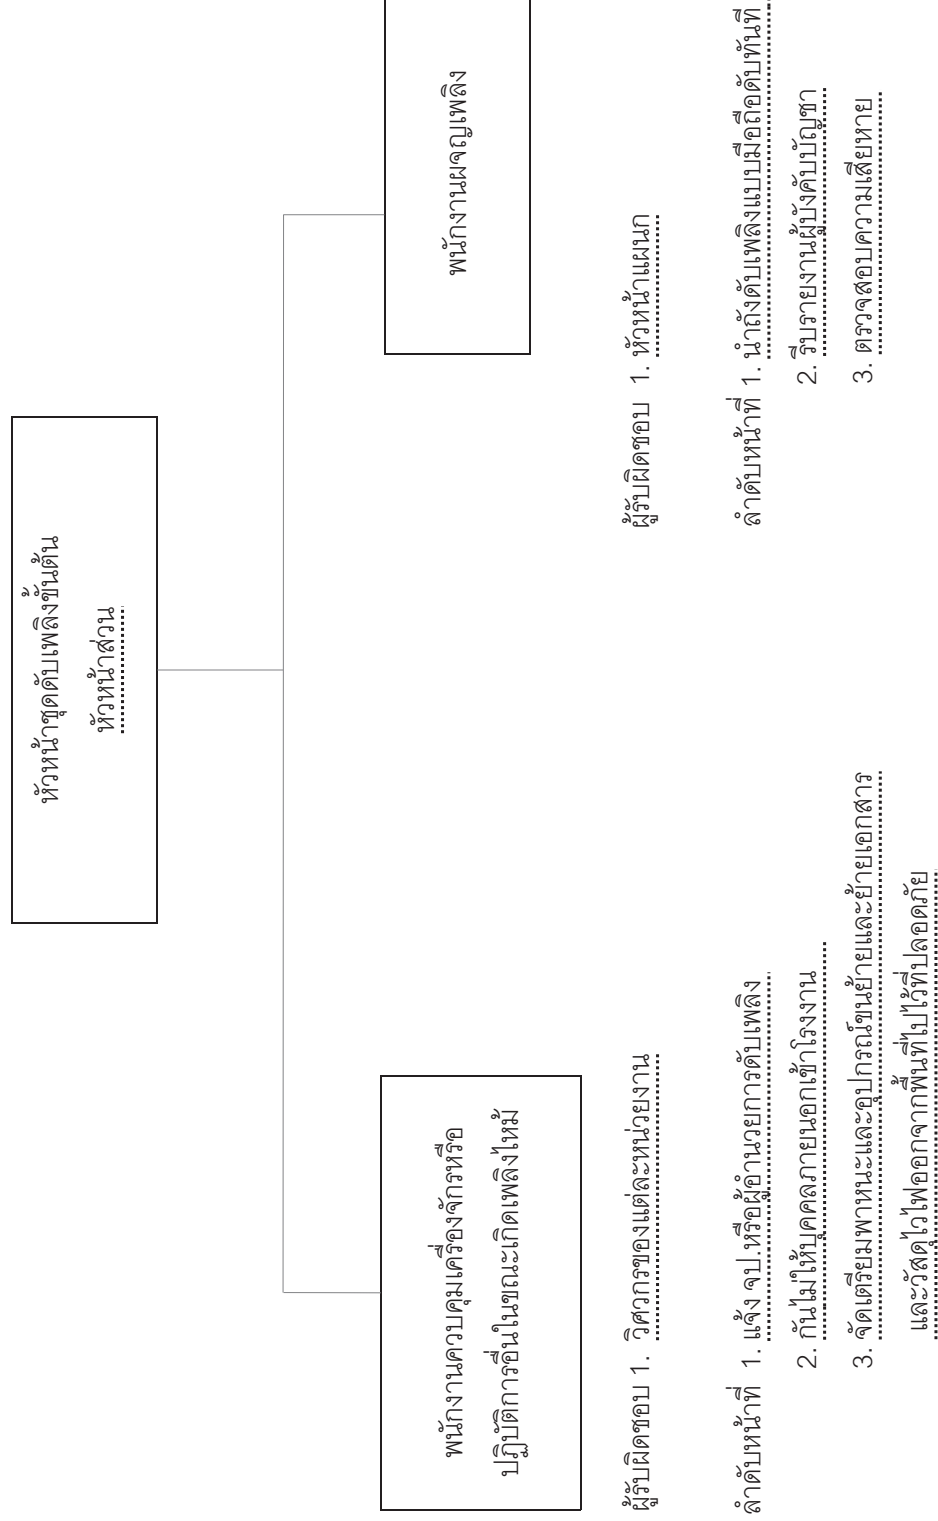 หัวหน้าชุดดับเพลิงขั้นต้น
หัวหน้าส่วน
พนักงานควบคุมเครื่องจักรหรือ
ปฏิบัติการอื่นในขณะเกิดเพลิงไหม้
ผู้รับผิดชอบ 1. วิศวกรของแต่ละหน่วยงาน
ลำดับหน้าที่ 1. แจ้ง จป.หรือผู้อำนวยการดับเพลิง
2. กันไม่ให้บุคคลภายนอกเข้าโรงงาน
3. จัดเตรียมพาหนะและอุปกรณ์ขนย้ายและย้ายเอกสาร
และวัสดุไวไฟออกจากพื้นที่ไปไว้ที่ปลอดภัย
พนักงานผจญเพลิง
ผู้รับผิดชอบ 1. หัวหน้าแผนก
ลำดับหน้าที่ 1. นำถังดับเพลิงแบบมือถือดับทันที
2. รีบรายงานผู้บังคับบัญชา
3. ตรวจสอบความเสียหาย